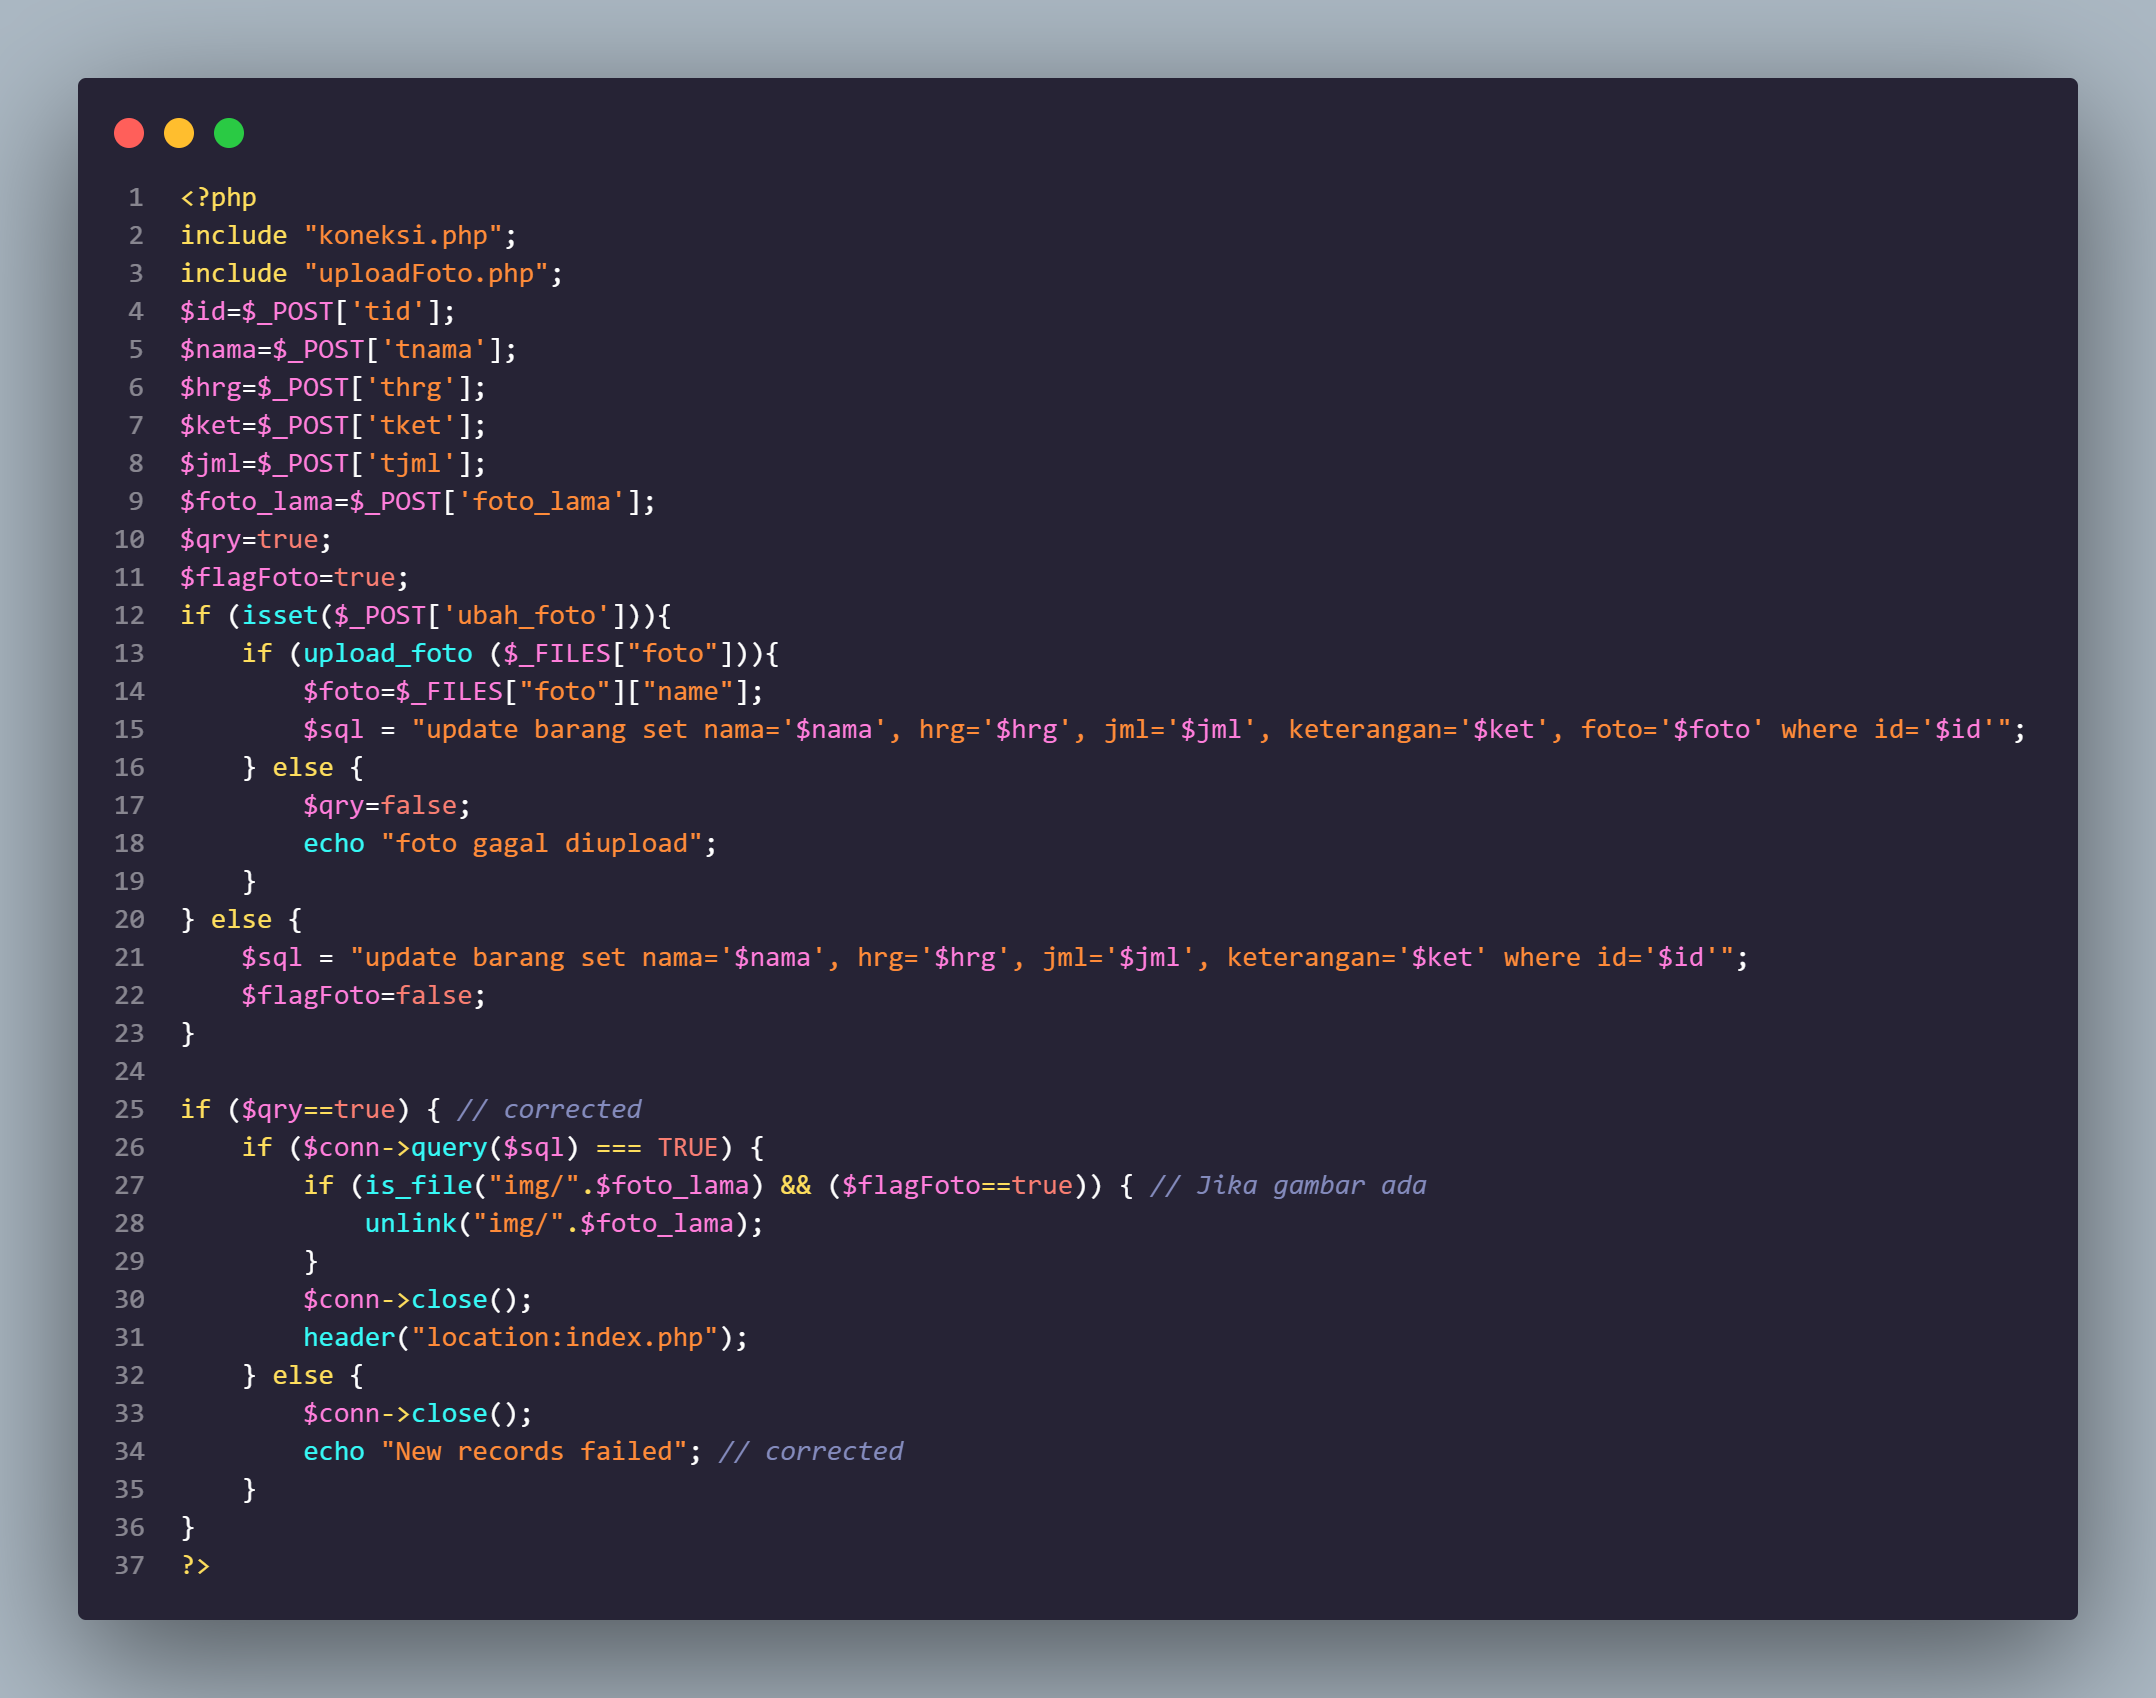 1 <?php
2 include "koneksi.php";
3 include "uploadFoto.php";
4 $id=$_POST['tid'];
5 $nama=$_POST['tnama'];
6 $hrg=$_POST['thrg'];
7 $ket=$_POST['tket'];
8 $jml=$_POST['tjml'];
9 $foto_lama=$_POST['foto_lama'];
10 $qry=true;
11 $flagFoto=true;
12 if (isset($_POST['ubah_foto'])){
13     if (upload_foto ($_FILES["foto"])){
14         $foto=$_FILES["foto"]["name"];
15         $sql = "update barang set nama='$nama', hrg='$hrg', jml='$jml', keterangan='$ket', foto='$foto' where id='$id'";
16     } else {
17         $qry=false;
18         echo "foto gagal diupload";
19     }
20 } else {
21     $sql = "update barang set nama='$nama', hrg='$hrg', jml='$jml', keterangan='$ket' where id='$id'";
22     $flagFoto=false;
23 }
24
25 if ($qry==true) { // corrected
26     if ($conn->query($sql) === TRUE) {
27         if (is_file("img/".$foto_lama) && ($flagFoto==true)) { // Jika gambar ada
28             unlink("img/".$foto_lama);
29         }
30         $conn->close();
31         header("location:index.php");
32     } else {
33         $conn->close();
34         echo "New records failed"; // corrected
35     }
36 }
37 ?>